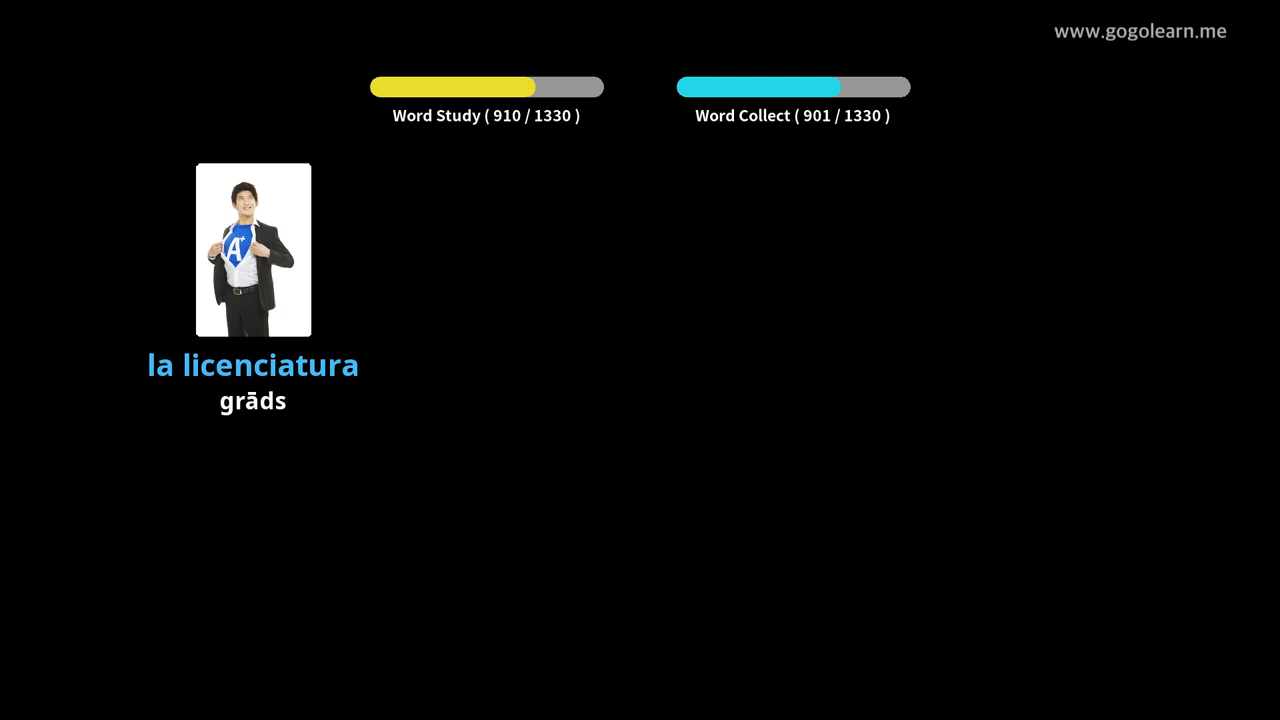 www.gogolearn.me
Word Study ( 910 / 1330 )
Word Collect ( 901 / 1330 )
A+
la licenciatura
grāds